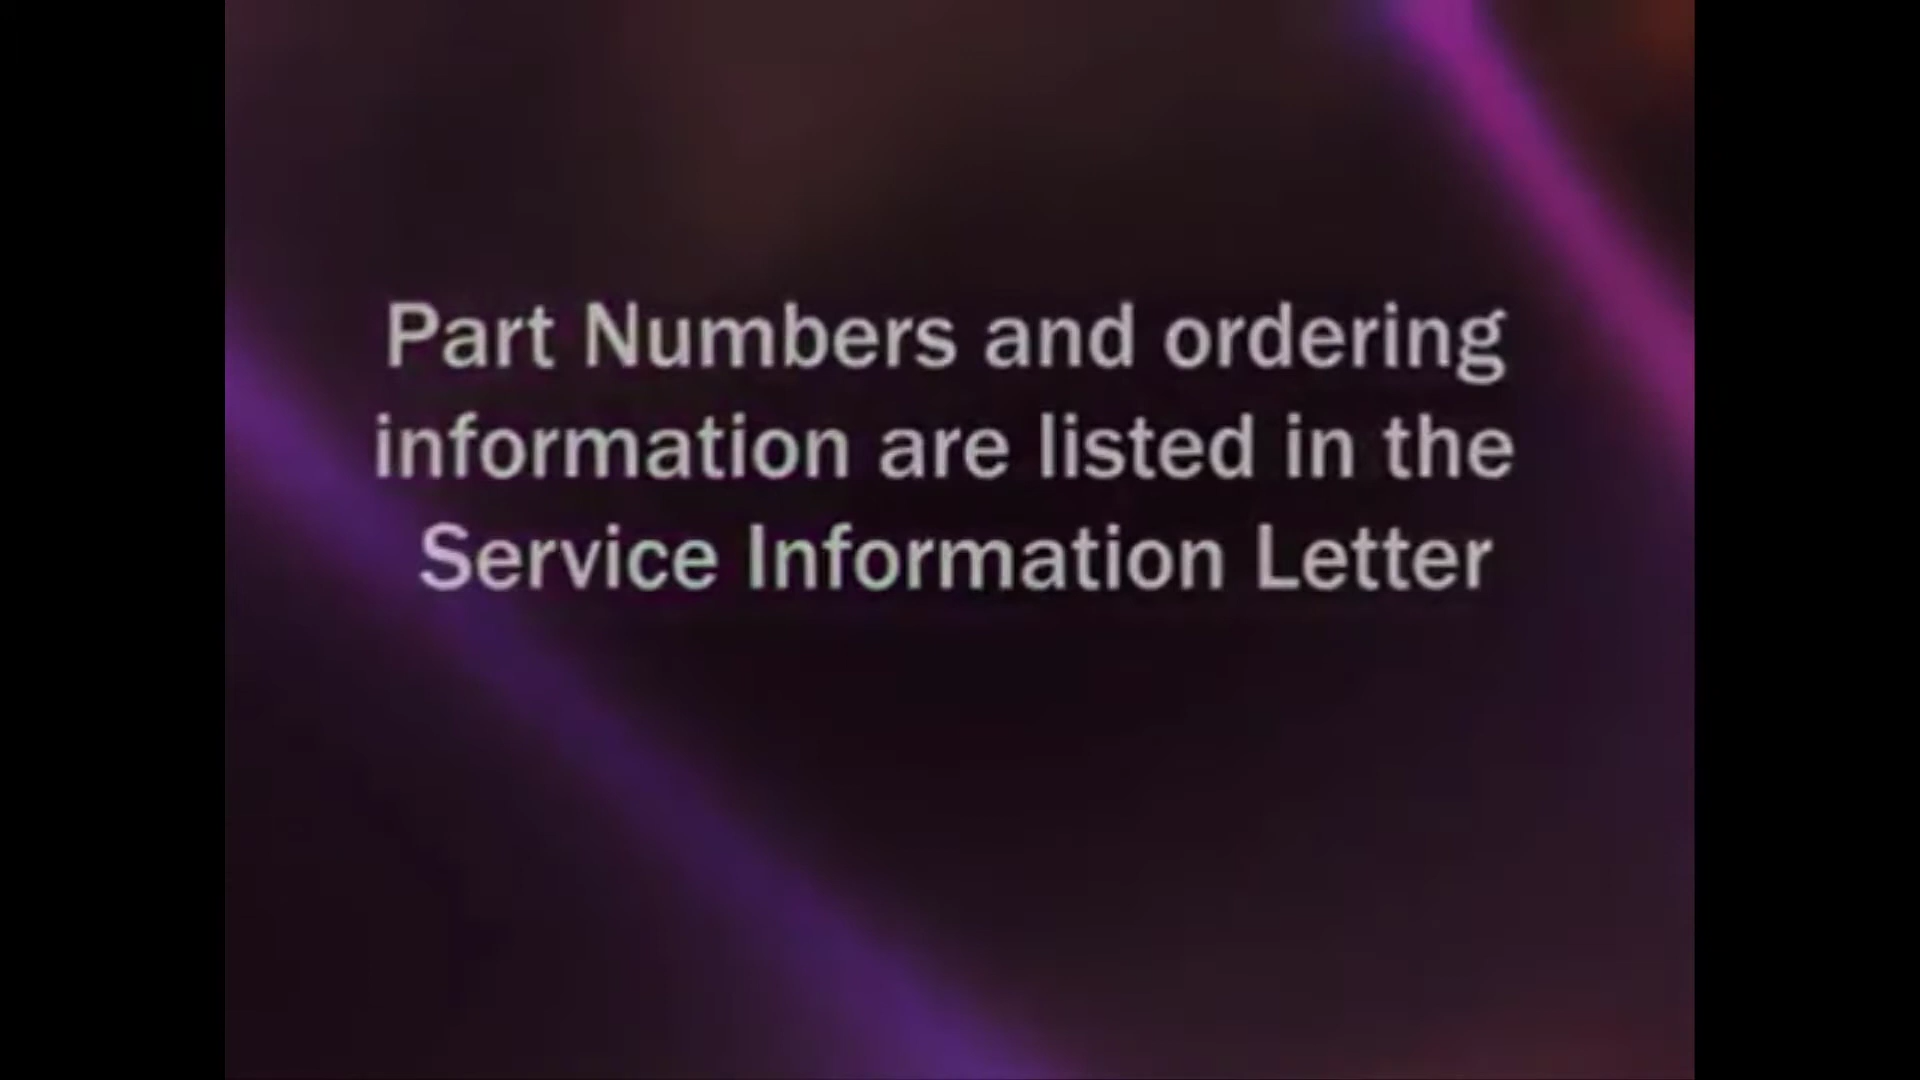 Part Numbers and ordering
information are listed in the
Service Information Letter